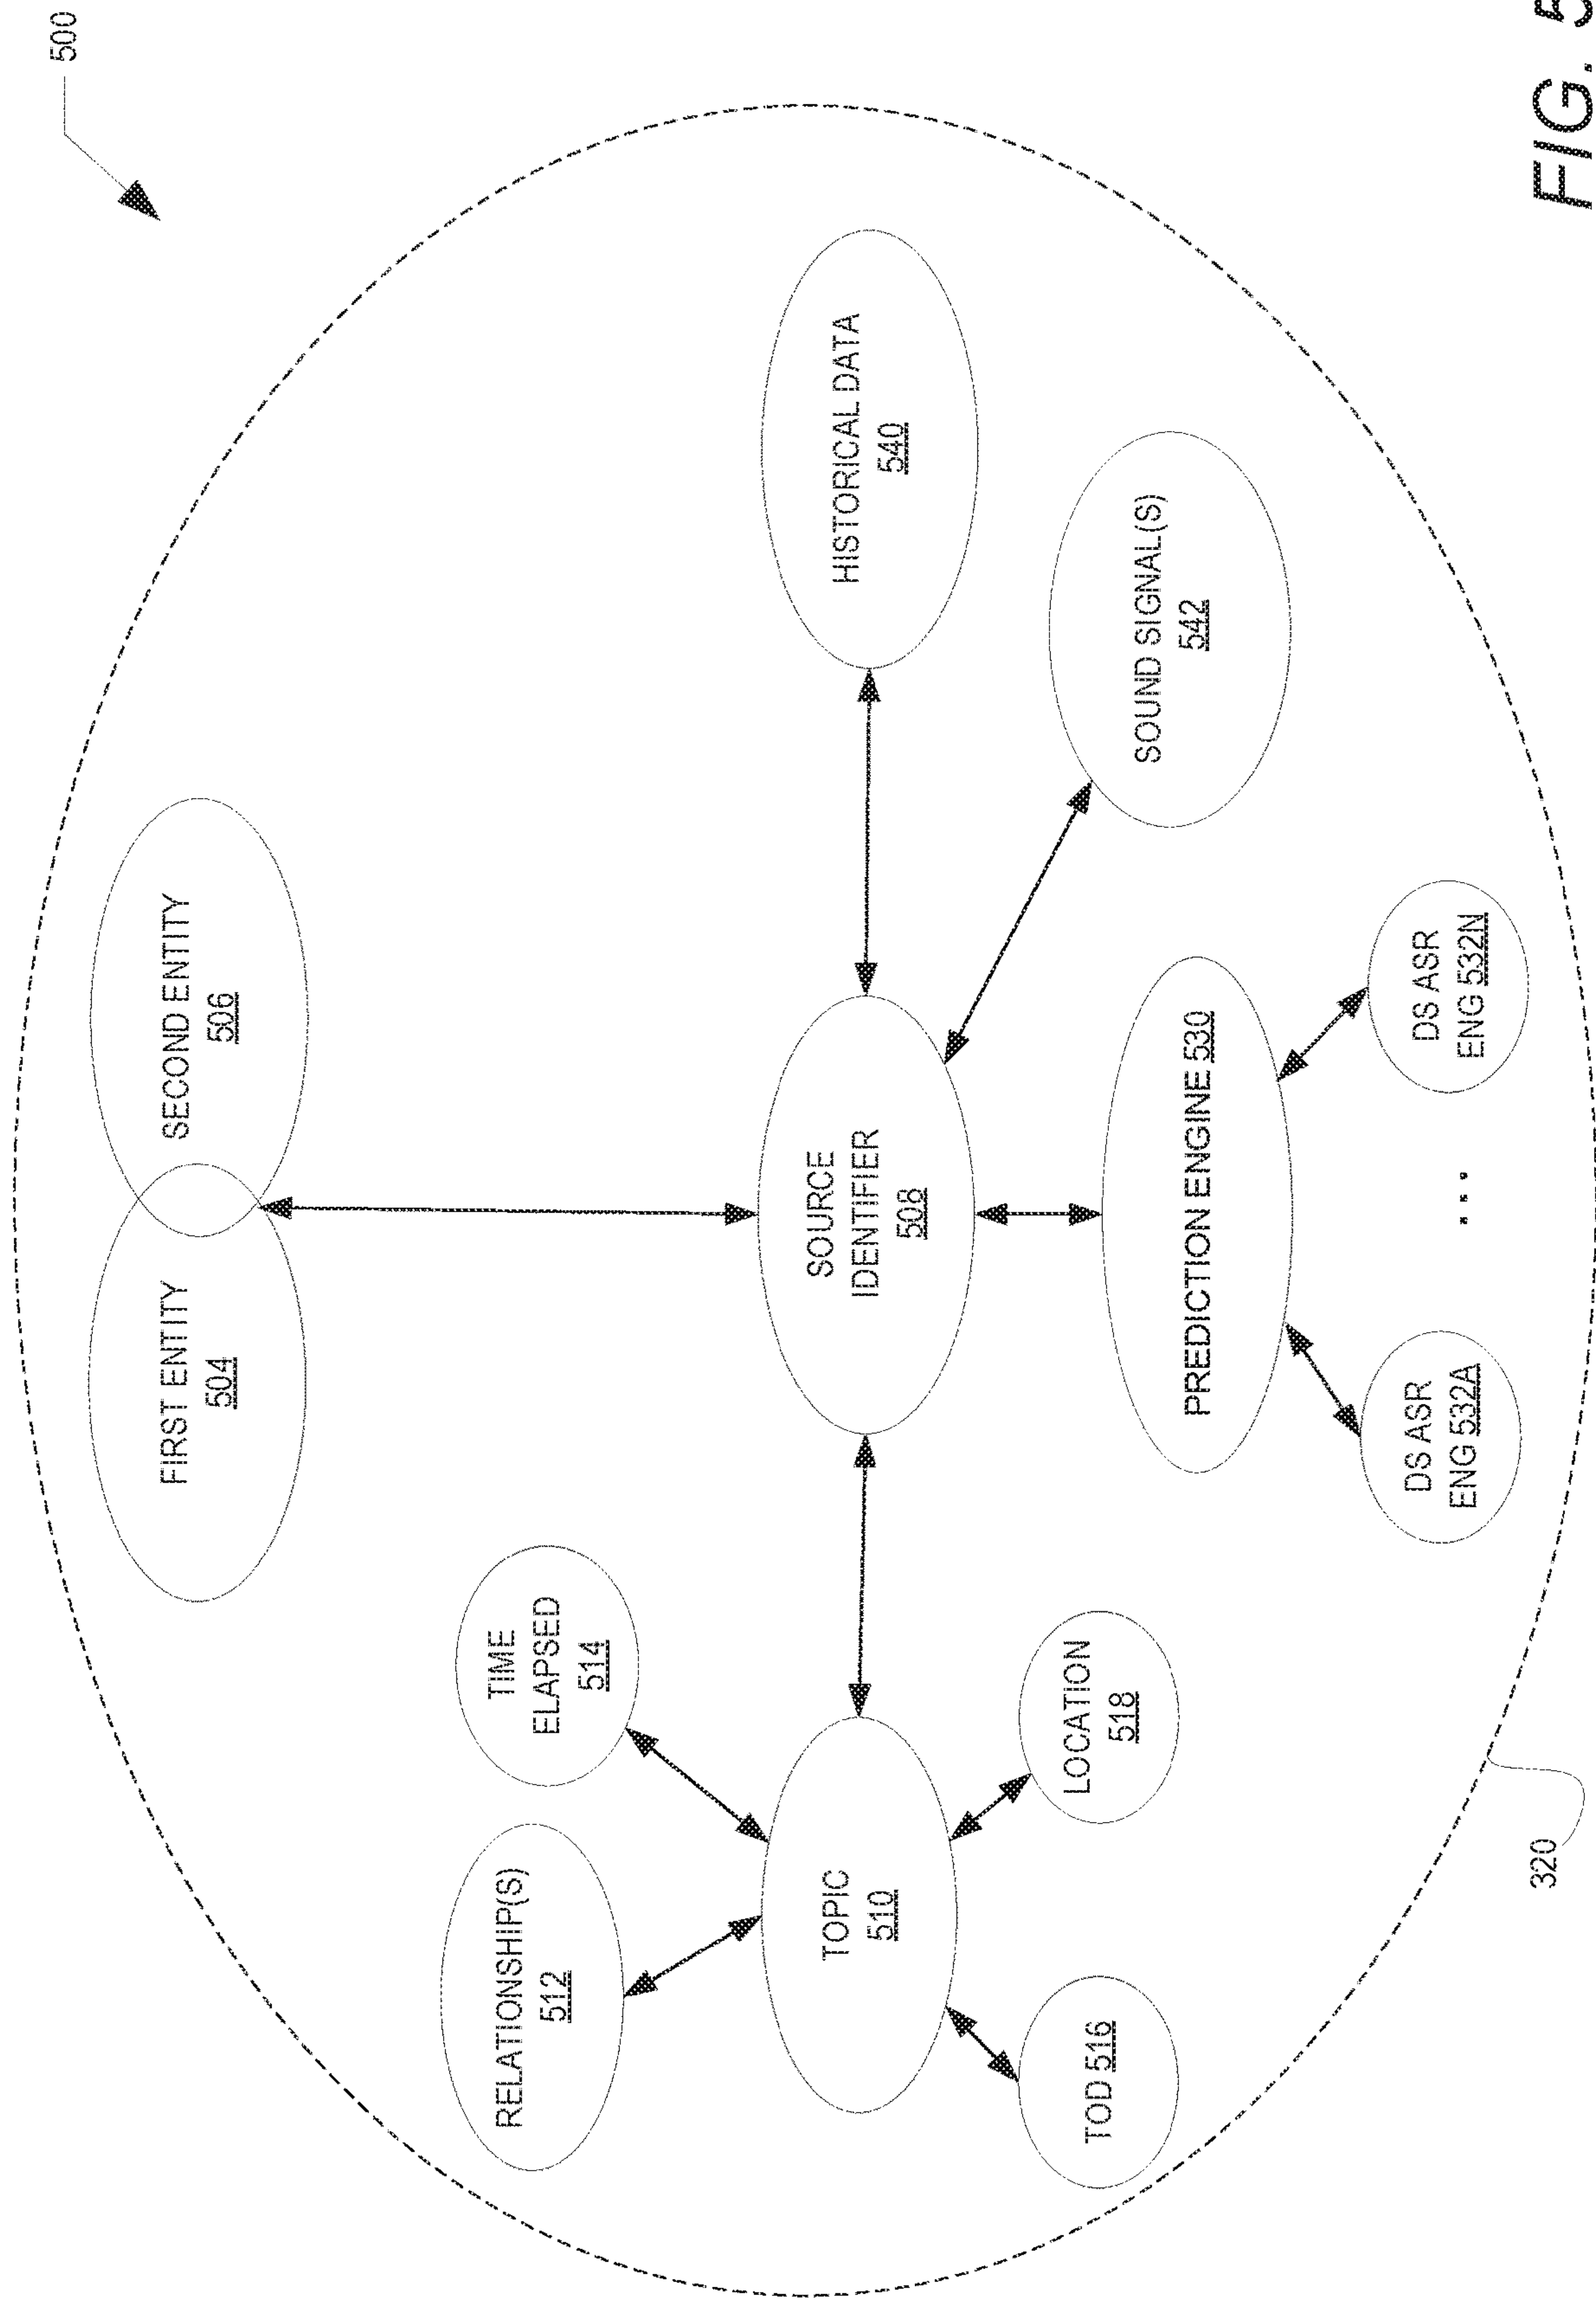 500
FIRST ENTITY
504
SECOND ENTITY
506
RELATIONSHIP(S)
512
TIME
ELAPSED
514
TOPIC
510
SOURCE
IDENTIFIER
508
HISTORICAL DATA
540
TOD 516
LOCATION
518
PREDICTION ENGINE 530
SOUND SIGNAL(S)
542
DS ASR
ENG 532A
...
DS ASR
ENG 532N
320
FIG. 5